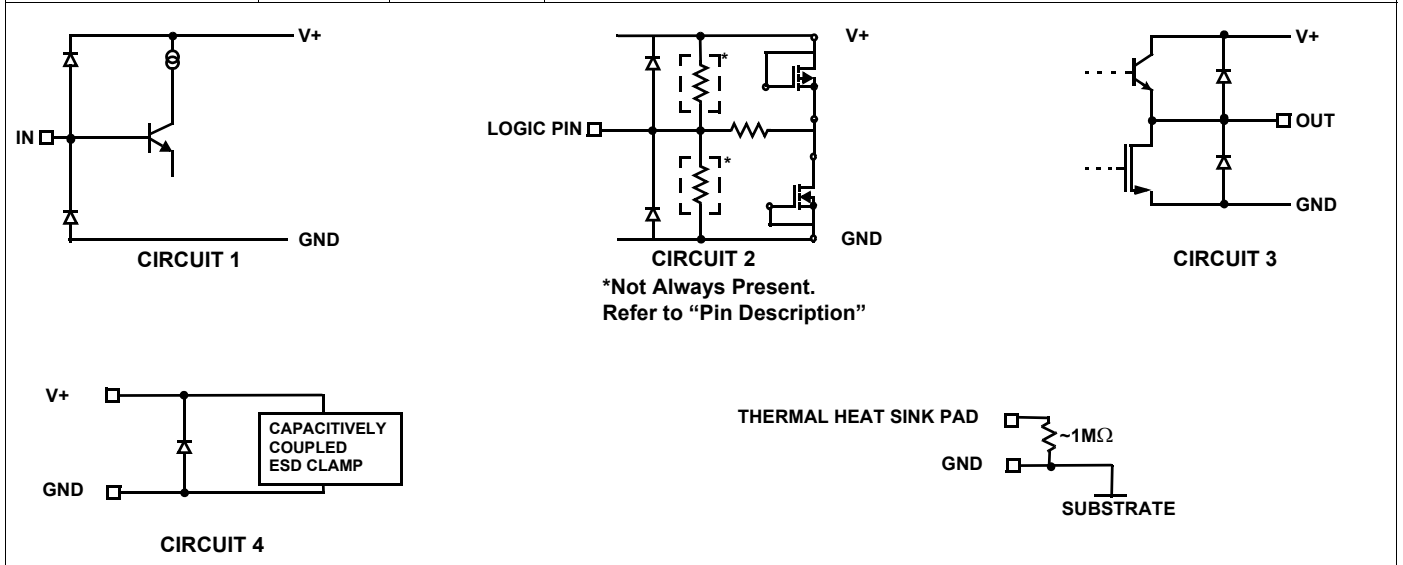 V+
IN
GND
CIRCUIT 1
*
V+
LOGIC PIN
*
GND
CIRCUIT 2
*Not Always Present.
Refer to “Pin Description”
V+
OUT
GND
CIRCUIT 3
V+
CAPACITIVELY
COUPLED
ESD CLAMP
GND
CIRCUIT 4
THERMAL HEAT SINK PAD
~1MΩ
GND
SUBSTRATE